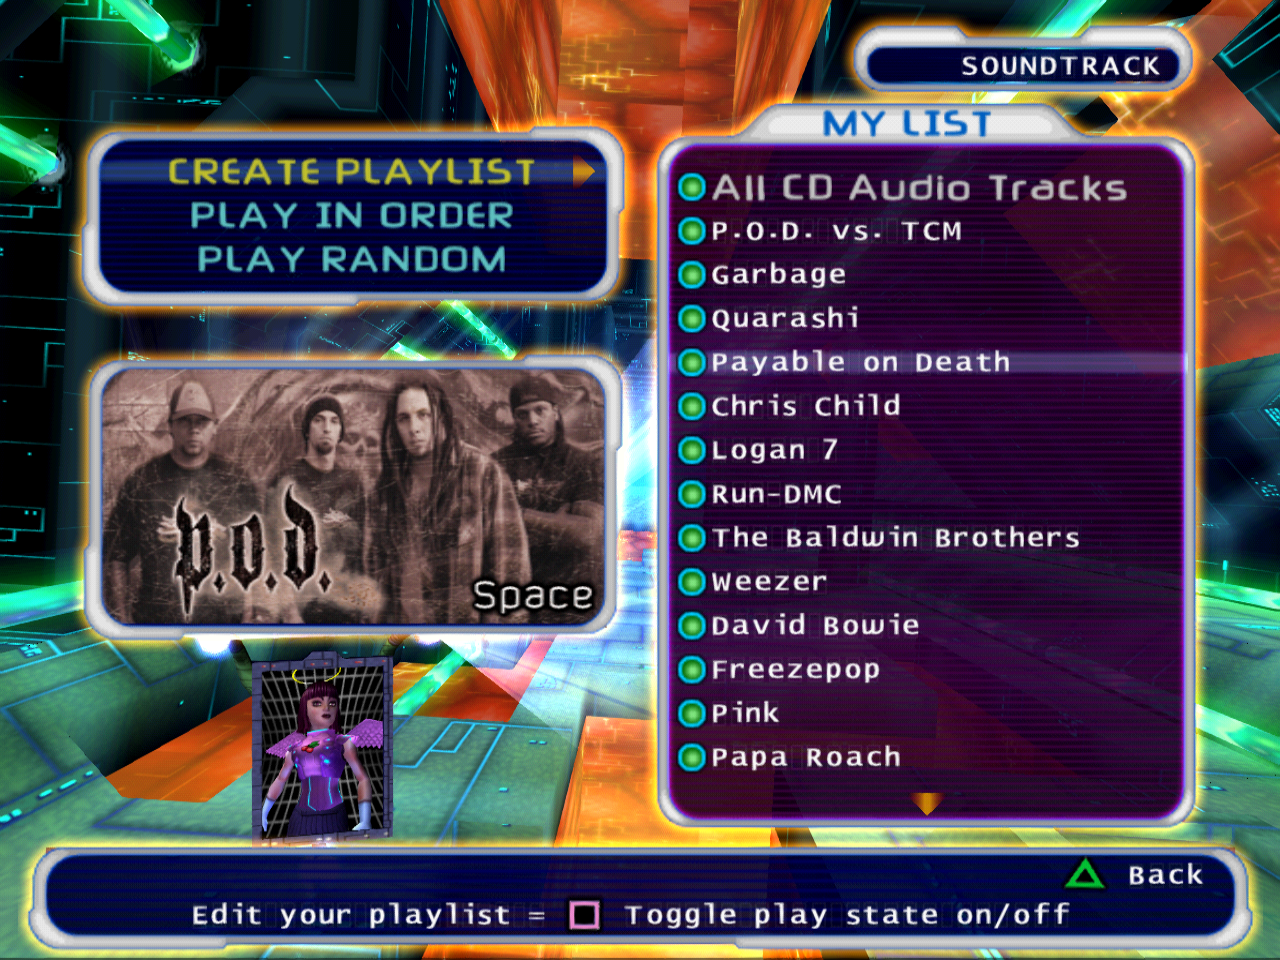 SOUNDTRACK
CREATE PLAYLIST
PLAY IN ORDER
PLAY RANDOM
p.o.d.
Space
MY LIST
All CD Audio Tracks
P.O.D. vs. TCM
Garbage
Quarashi
Payable on Death
Chris Child
Logan 7
Run-DMC
The Baldwin Brothers
Weezer
David Bowie
Freezepop
Pink
Papa Roach
Back
Edit your playlist = Toggle play state on/off